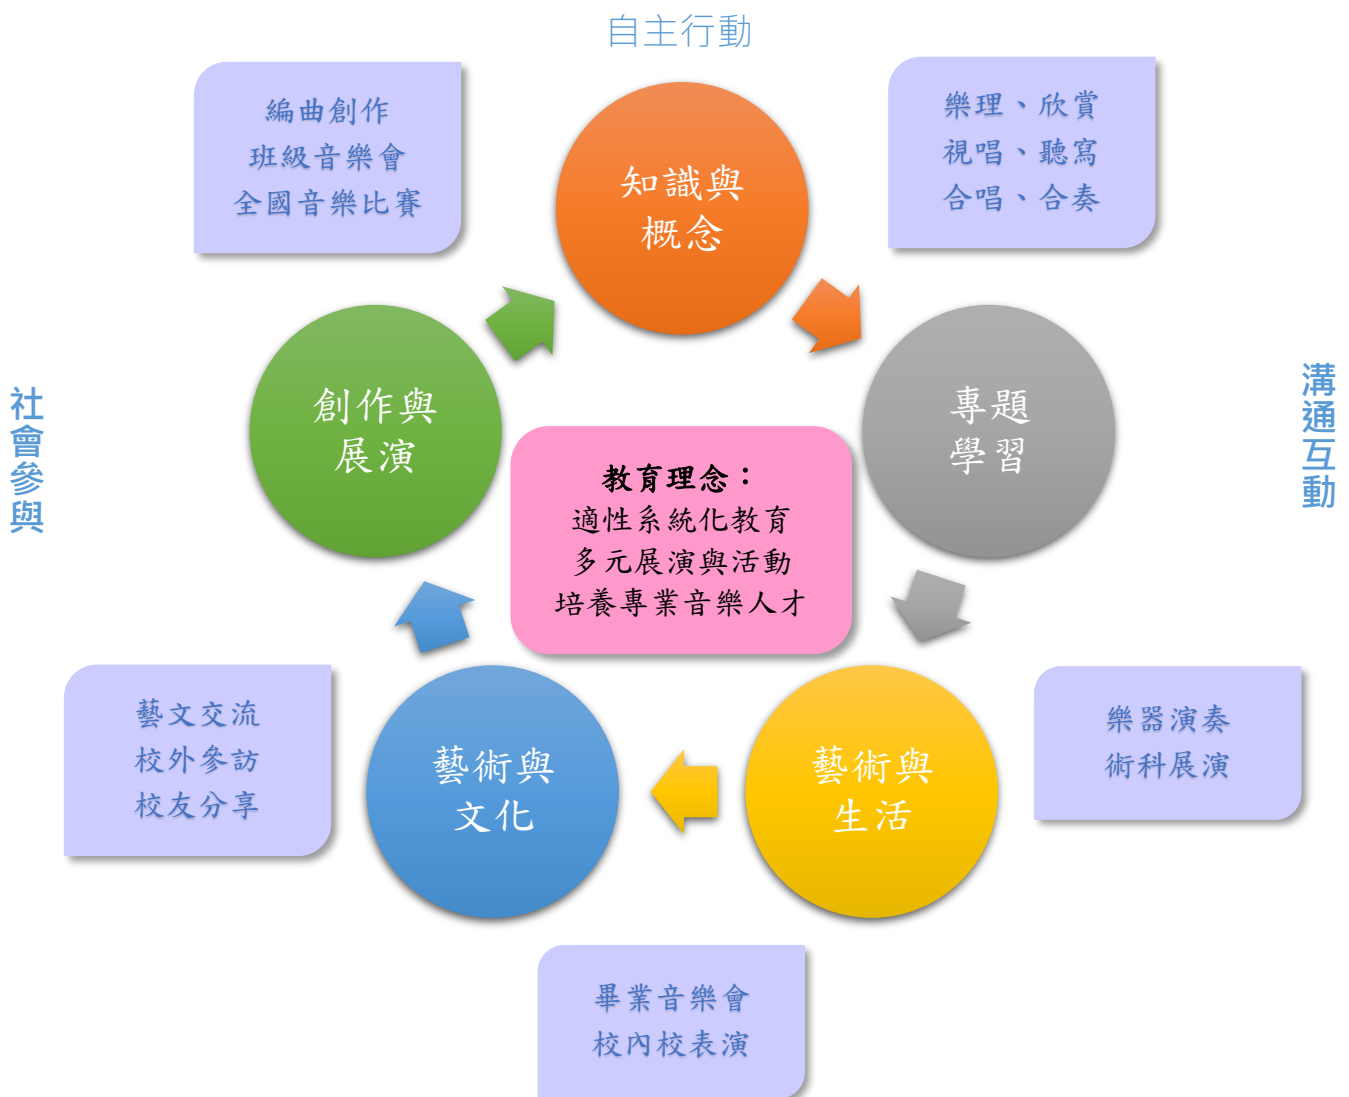 自主行動
編曲創作
班級音樂會
全國音樂比賽
知識與
概念
樂理、欣賞
視唱、聽寫
合唱、合奏
社會參與
創作與
展演
專題
學習
溝通互動
教育理念：
適性系統化教育
多元展演與活動
培養專業音樂人才
藝文交流
校外參訪
校友分享
藝術與
文化
藝術與
生活
樂器演奏
術科展演
畢業音樂會
校內校表演